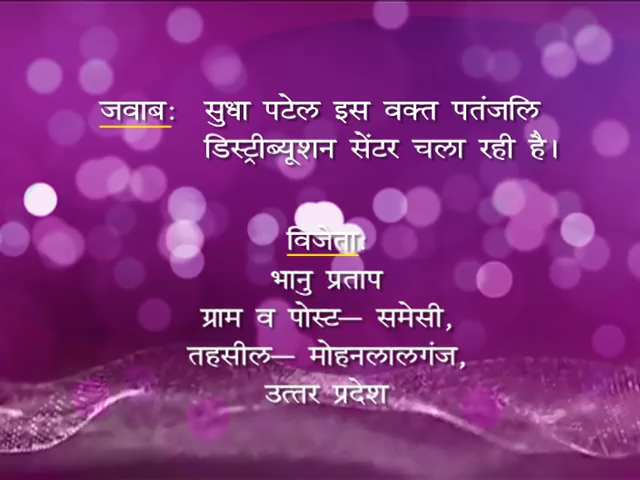 जवाबः सुधा पटेल इस वक्त पतंजलि
डिस्ट्रीब्यूशन सेंटर चला रही है।
विजेता
भानु प्रताप
ग्राम व पोस्ट– समेसी,
तहसील– मोहनलालगंज,
उत्तर प्रदेश